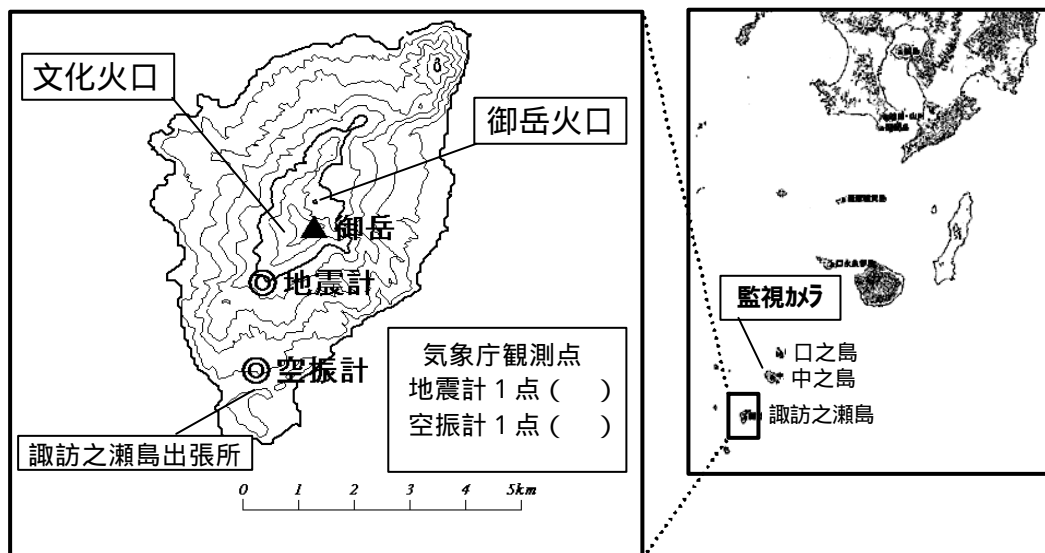 文化火口
御岳火口
御岳
地震計
空振計
気象庁観測点
地震計１点（　）
空振計１点（　）
諏訪之瀬島出張所
0 1 2 3 4 5km
監視カメラ
口之島
中之島
諏訪之瀬島